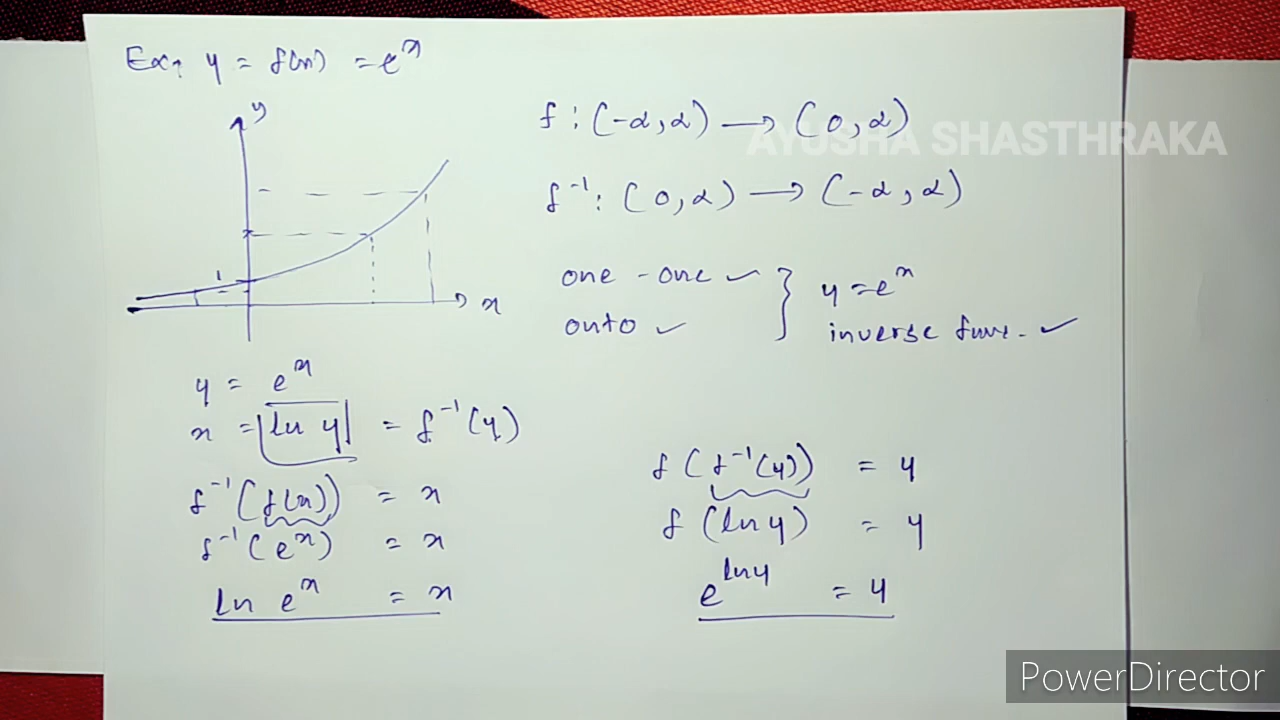 Ex: y = f(x) = e^x
y
1
x
f : (-α, α) → (0, α)
AYUSHA SHASTHRAKA
f⁻¹ : (0, α) → (-α, α)
one - one ✓
onto ✓
} y = e^x
inverse func. ✓
y = e^x
x = ln y = f⁻¹(y)
f⁻¹(f(x)) = x
f⁻¹(e^x) = x
ln e^x = x
f(f⁻¹(y)) = y
f(ln y) = y
e^ln y = y
PowerDirector